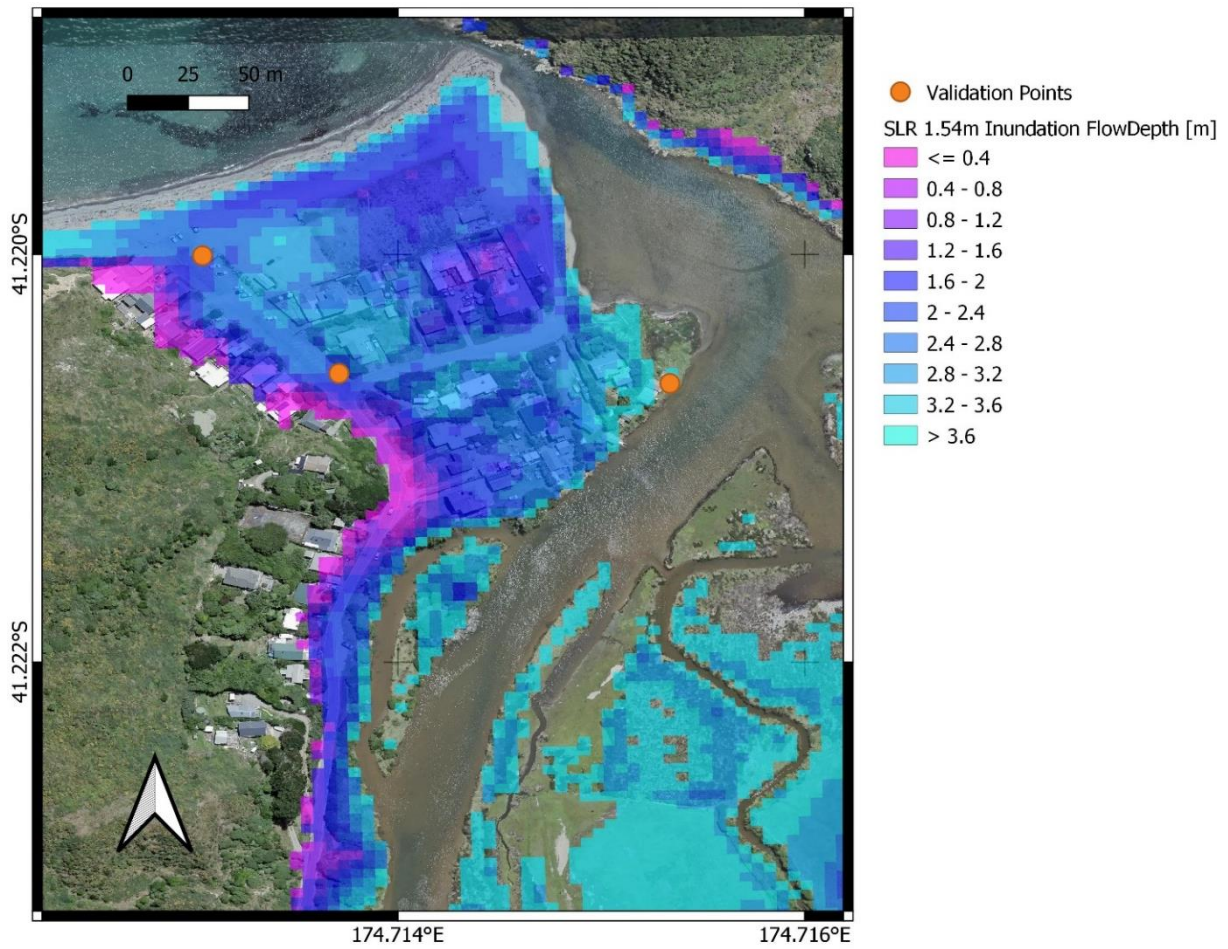 0 25 50 m
41.220°S
41.222°S
174.714°E
174.716°E
Validation Points
SLR 1.54m Inundation FlowDepth [m]
<= 0.4
0.4 - 0.8
0.8 - 1.2
1.2 - 1.6
1.6 - 2
2 - 2.4
2.4 - 2.8
2.8 - 3.2
3.2 - 3.6
> 3.6